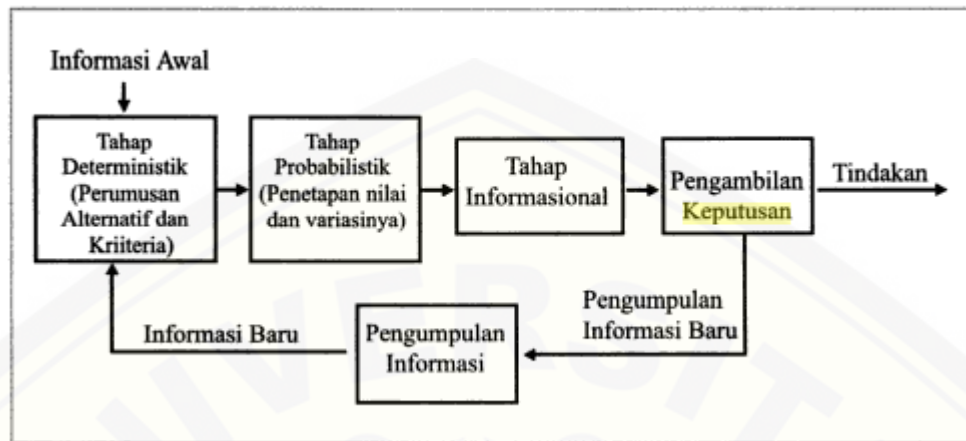 Informasi Awal
Tahap
Deterministik
(Perumusan
Alternatif dan
Kriiteria)
Tahap
Probabilistik
(Penetapan nilai
dan variasinya)
Tahap
Informasional
Pengambilan
Keputusan
Tindakan
Pengumpulan
Informasi Baru
Pengumpulan
Informasi
Informasi Baru